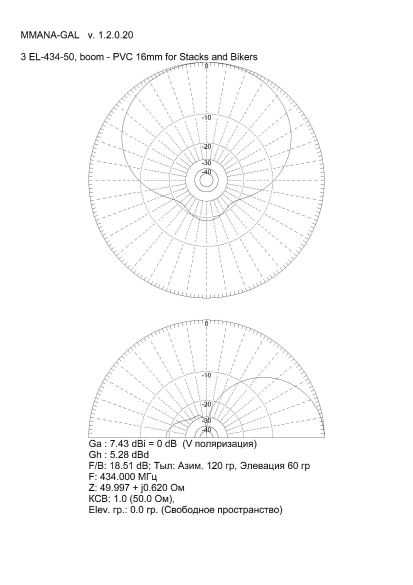 MMANA-GAL v. 1.2.0.20
3 EL-434-50, boom - PVC 16mm for Stacks and Bikers
0
-10
-20
-30
-40
0
-10
-20
-30
-40
Ga : 7.43 dBi = 0 dB (V поляризация)
Gh : 5.28 dBd
F/B: 18.51 dB; Тыл: Азим. 120 гр, Элевация 60 гр
F: 434.000 МГц
Z: 49.997 + j0.620 Ом
КСВ: 1.0 (50.0 Ом),
Elev. гр.: 0.0 гр. (Свободное пространство)